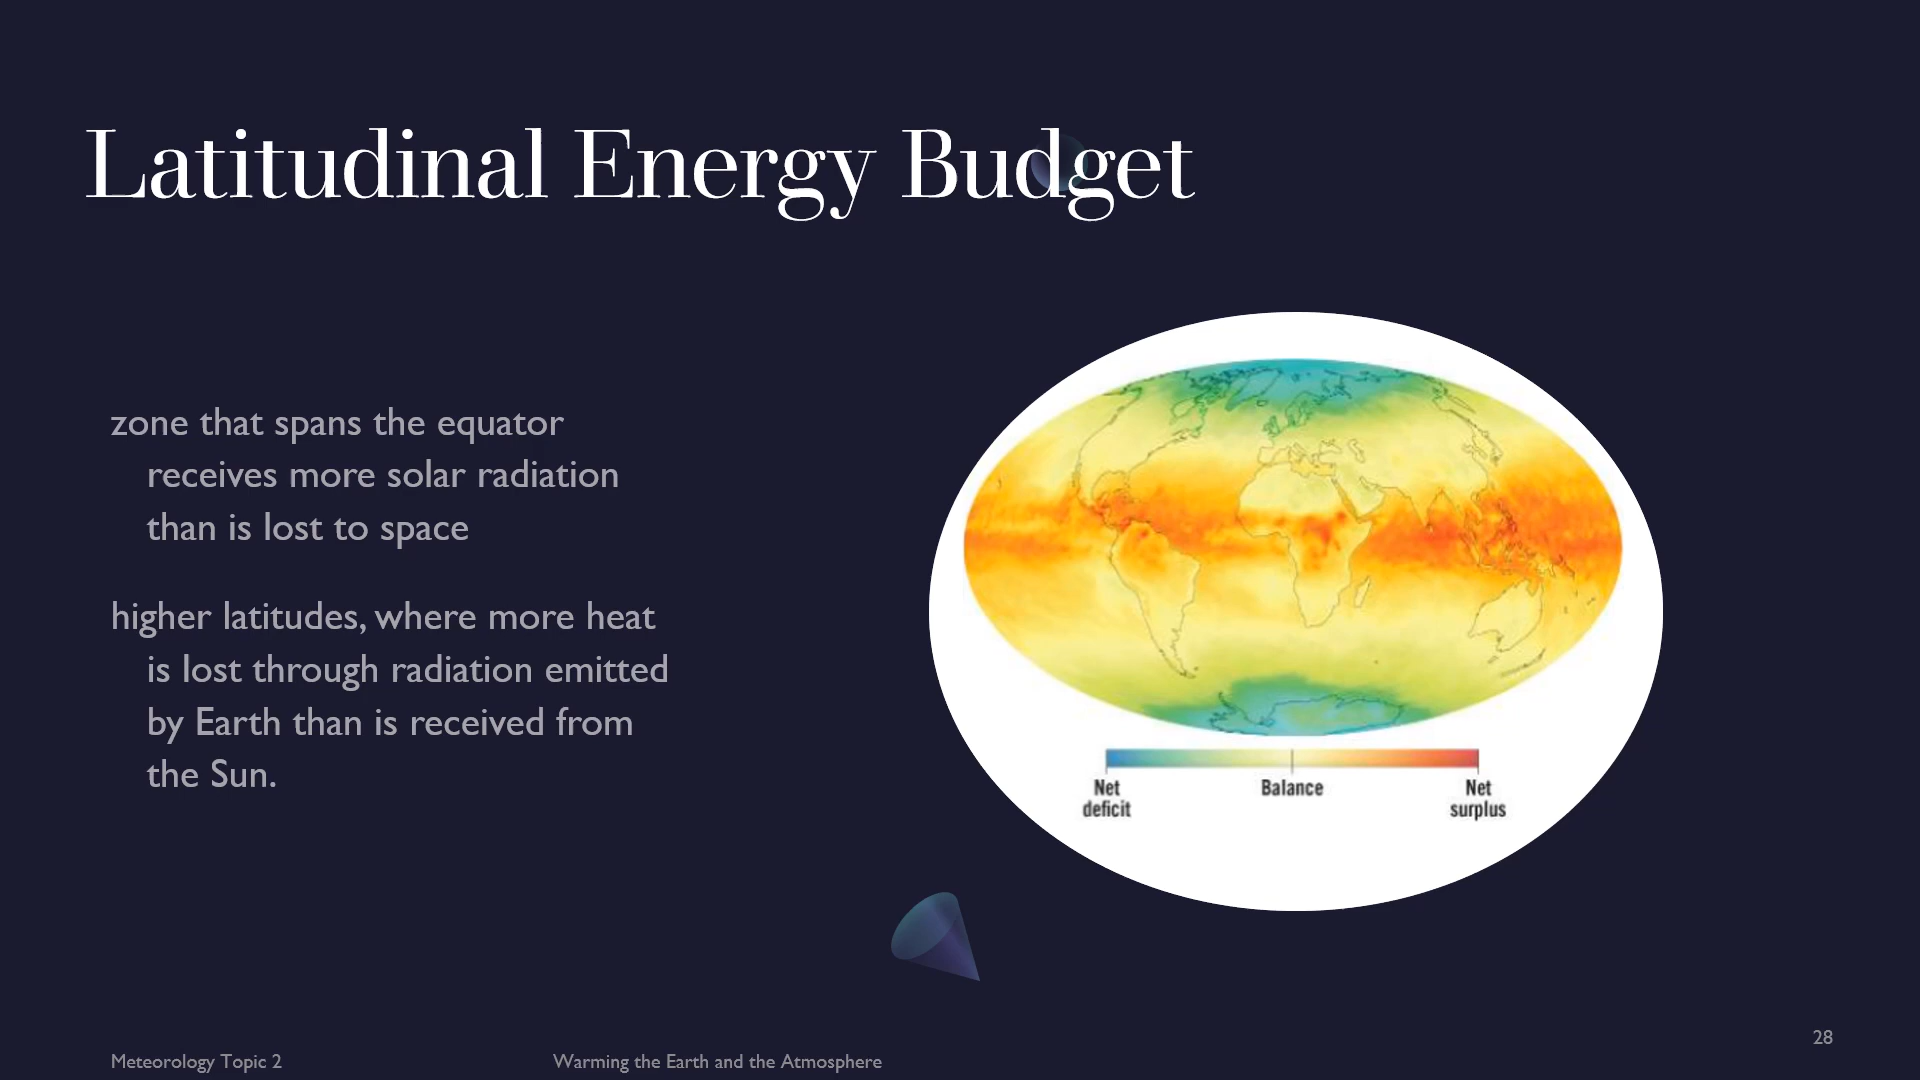 Latitudinal Energy Budget
zone that spans the equator
receives more solar radiation
than is lost to space
higher latitudes, where more heat
is lost through radiation emitted
by Earth than is received from
the Sun.
Net
deficit
Balance
Net
surplus
28
Meteorology Topic 2
Warming the Earth and the Atmosphere